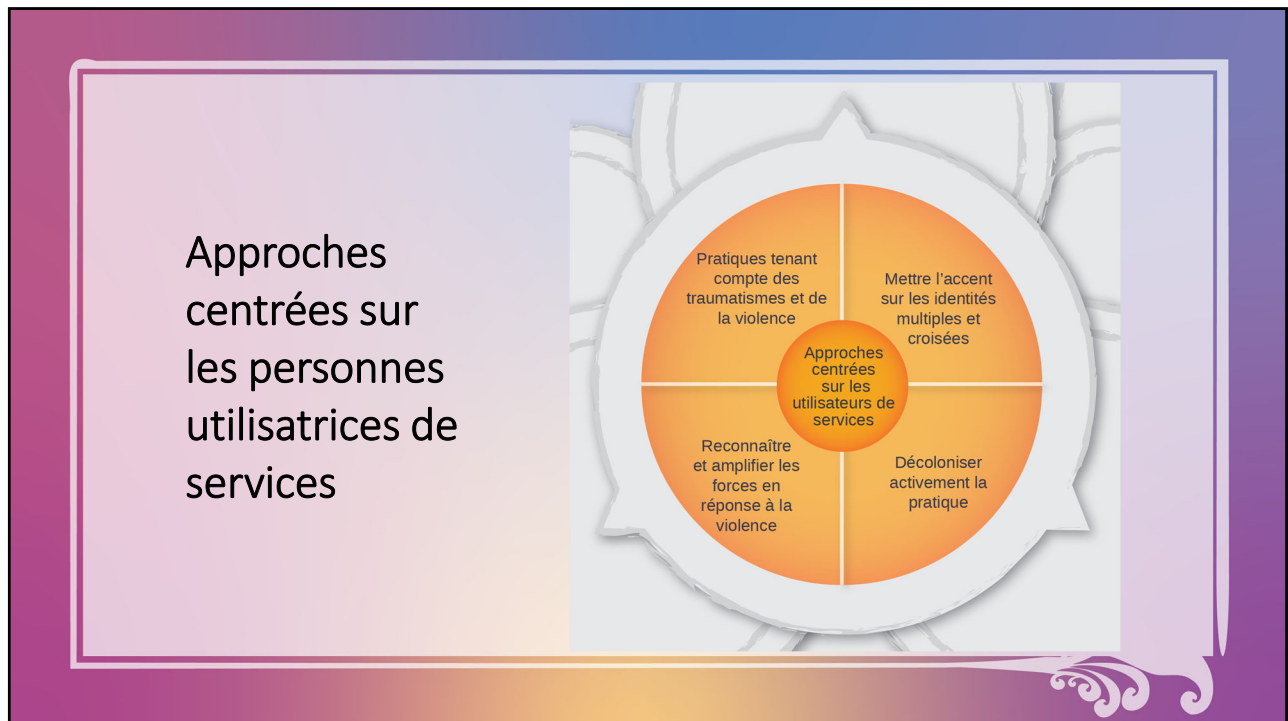 Approches
centrées sur
les personnes
utilisatrices de
services
Pratiques tenant
compte des
traumatismes et de
la violence
Mettre l’accent
sur les identités
multiples et
croisées
Approches
centrées
sur les
utilisateurs de
services
Reconnaître
et amplifier les
forces en
réponse à la
violence
Décoloniser
activement la
pratique